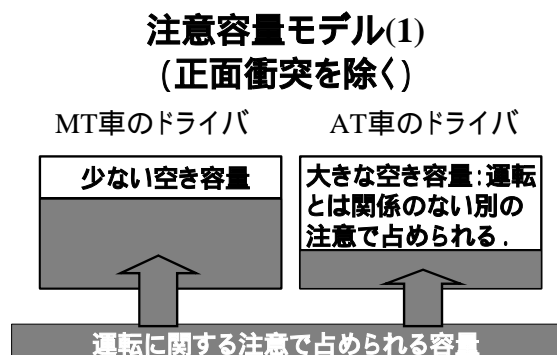 注意容量モデル(1)
(正面衝突を除く)
MT車のドライバ
AT車のドライバ
少ない空き容量
大きな空き容量:運転
とは関係のない別の
注意で占められる.
運転に関する注意で占められる容量